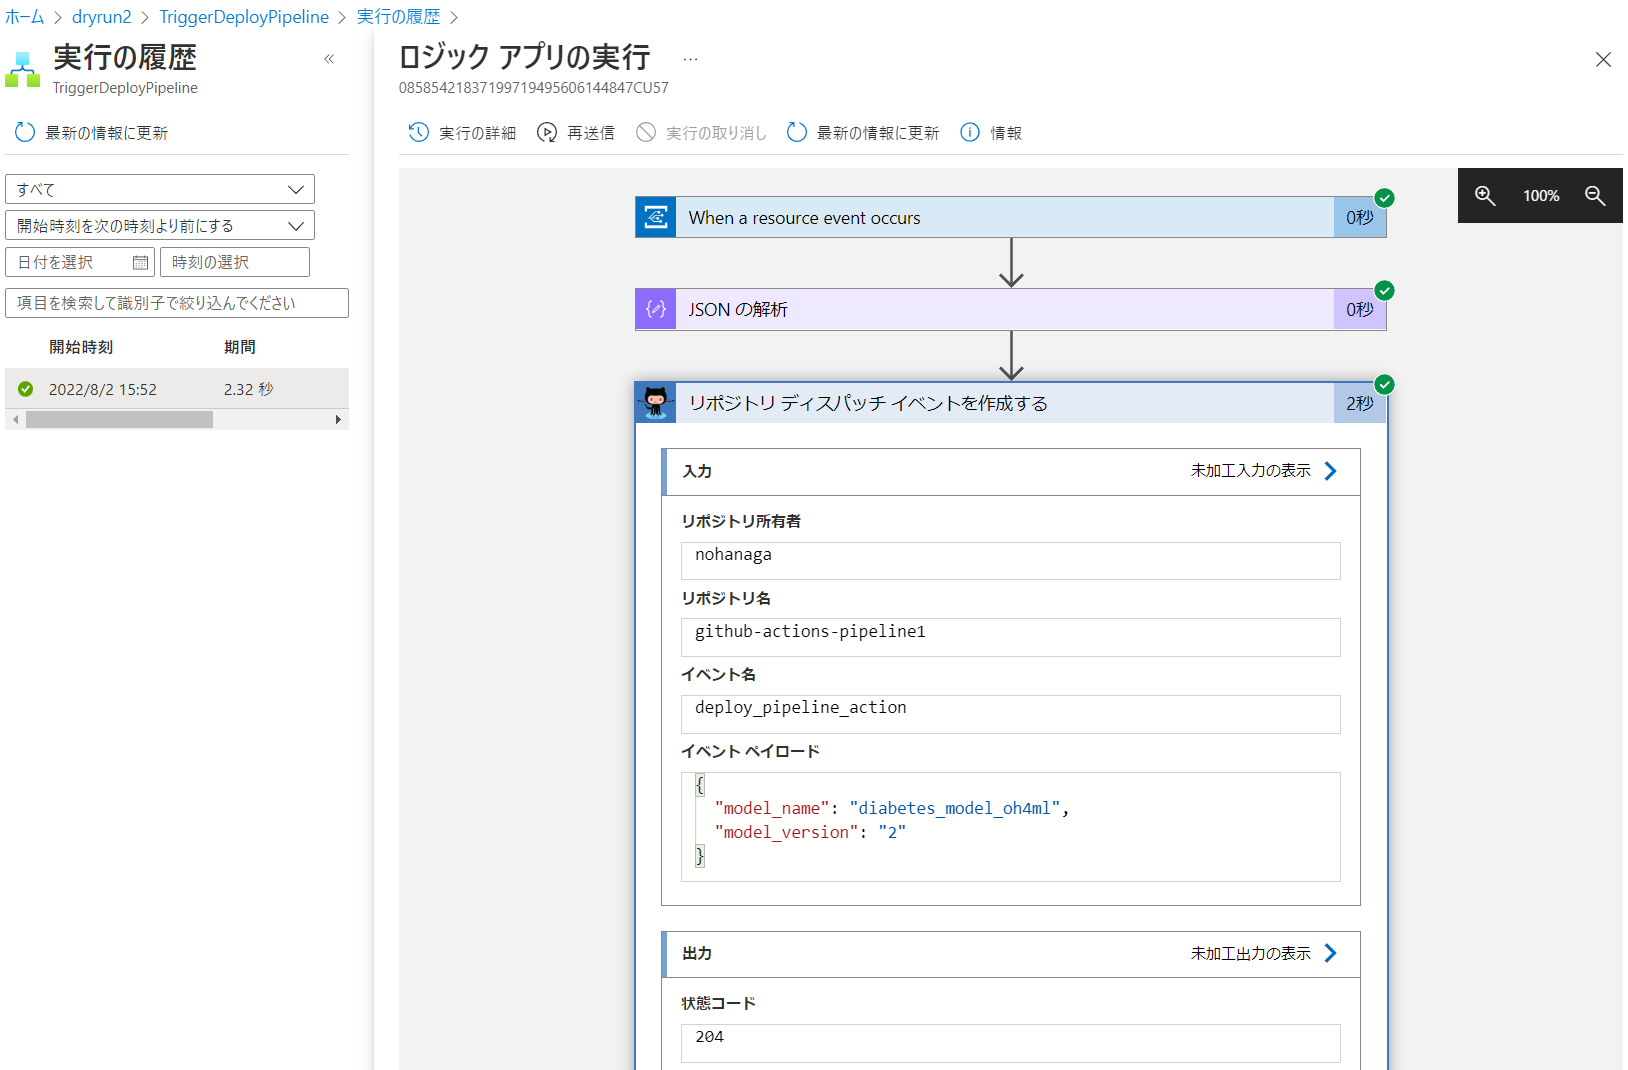 ホーム > dryrun2 > TriggerDeployPipeline > 実行の履歴 >
実行の履歴
TriggerDeployPipeline
«
最新の情報に更新
すべて
開始時刻を次の時刻より前にする
日付を選択
時刻の選択
項目を検索して識別子で絞り込んでください
開始時刻 期間
2022/8/2 15:52 2.32 秒
ロジック アプリの実行 ...
08585421837199719495606144847CU57
実行の詳細 再送信 実行の取り消し 最新の情報に更新 情報
100%
When a resource event occurs 0秒
JSON の解析 0秒
リポジトリ ディスパッチ イベントを作成する 2秒
入力 未加工入力の表示
リポジトリ所有者
nohanaga
リポジトリ名
github-actions-pipeline1
イベント名
deploy_pipeline_action
イベント ペイロード
{
"model_name": "diabetes_model_oh4ml",
"model_version": "2"
}
出力 未加工出力の表示
状態コード
204